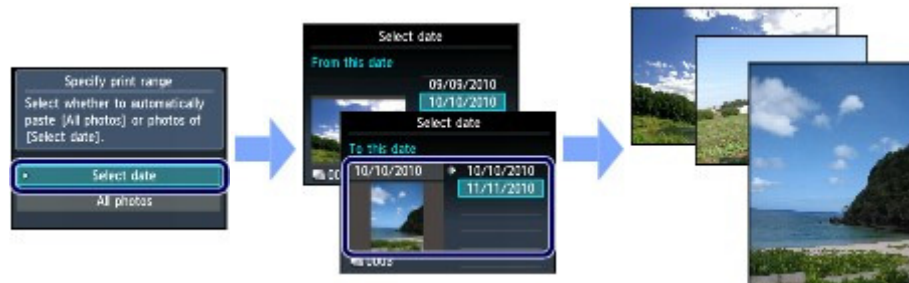 Specify print range
Select whether to automatically
paste [All photos] or photos of
[Select date].
Select date
All photos
Select date
From this date
09/09/2010
10/10/2010
Select date
To this date
10/10/2010
10/10/2010
11/11/2010
0003